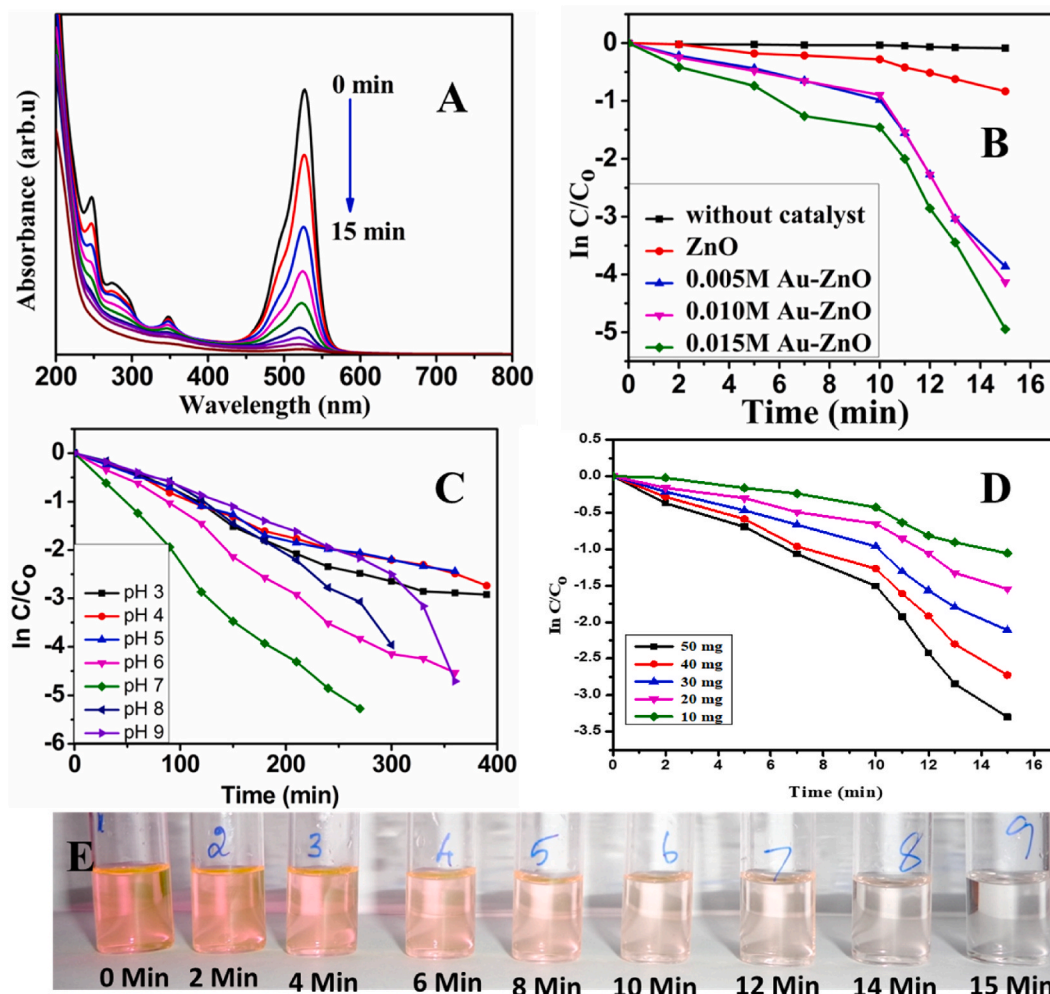 A
0 min
15 min
Absorbance (arb.u)
200 300 400 500 600 700 800
Wavelength (nm)
B
0
-1
-2
-3
-4
-5
In C/C₀
without catalyst
ZnO
0.005M Au-ZnO
0.010M Au-ZnO
0.015M Au-ZnO
0 2 4 6 8 10 12 14 16
Time (min)
C
0
-1
-2
-3
-4
-5
-6
In C/C₀
pH 3
pH 4
pH 5
pH 6
pH 7
pH 8
pH 9
0 100 200 300 400
Time (min)
D
0.5
0.0
-0.5
-1.0
-1.5
-2.0
-2.5
-3.0
-3.5
In C/C₀
50 mg
40 mg
30 mg
20 mg
10 mg
0 2 4 6 8 10 12 14 16
Time (min)
E
1 2 3 4 5 6 7 8 9
0 Min 2 Min 4 Min 6 Min 8 Min 10 Min 12 Min 14 Min 15 Min